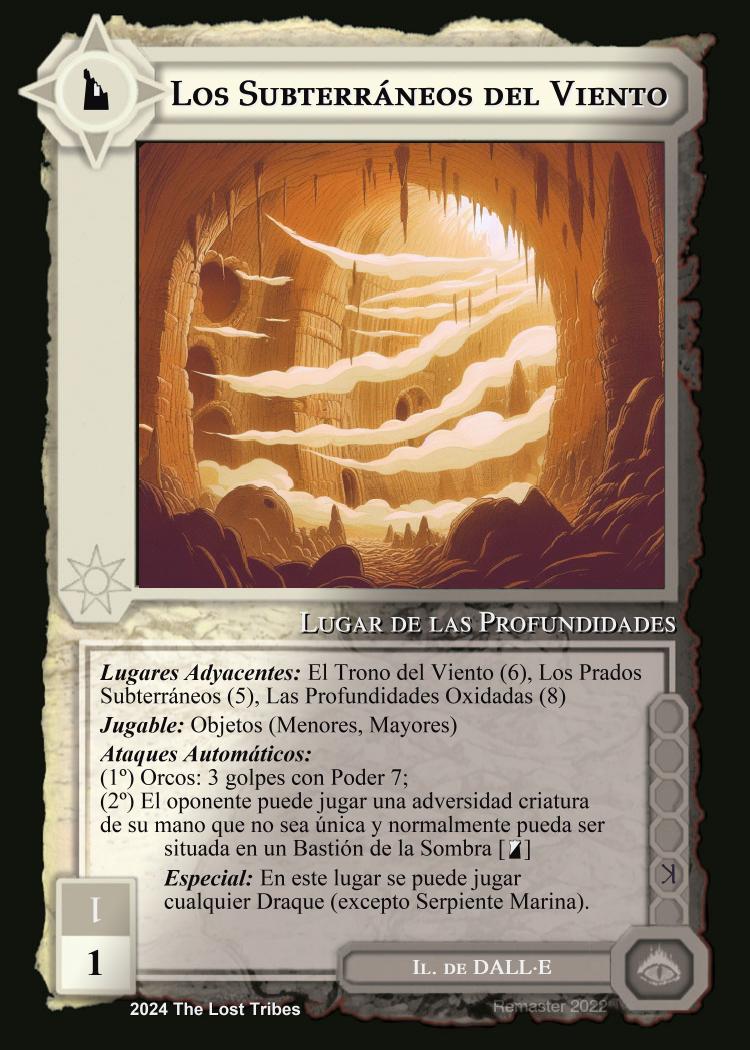 Los Subterráneos del Viento
Lugar de las Profundidades
Lugares Adyacentes: El Trono del Viento (6), Los Prados
Subterráneos (5), Las Profundidades Oxidadas (8)
Jugable: Objetos (Menores, Mayores)
Ataques Automáticos:
(1º) Orcos: 3 golpes con Poder 7;
(2º) El oponente puede jugar una adversidad criatura
de su mano que no sea única y normalmente pueda ser
situada en un Bastión de la Sombra [ ]
Especial: En este lugar se puede jugar
cualquier Draque (excepto Serpiente Marina).
1
1
Il. de DALL·E
2024 The Lost Tribes
Remaster 2022